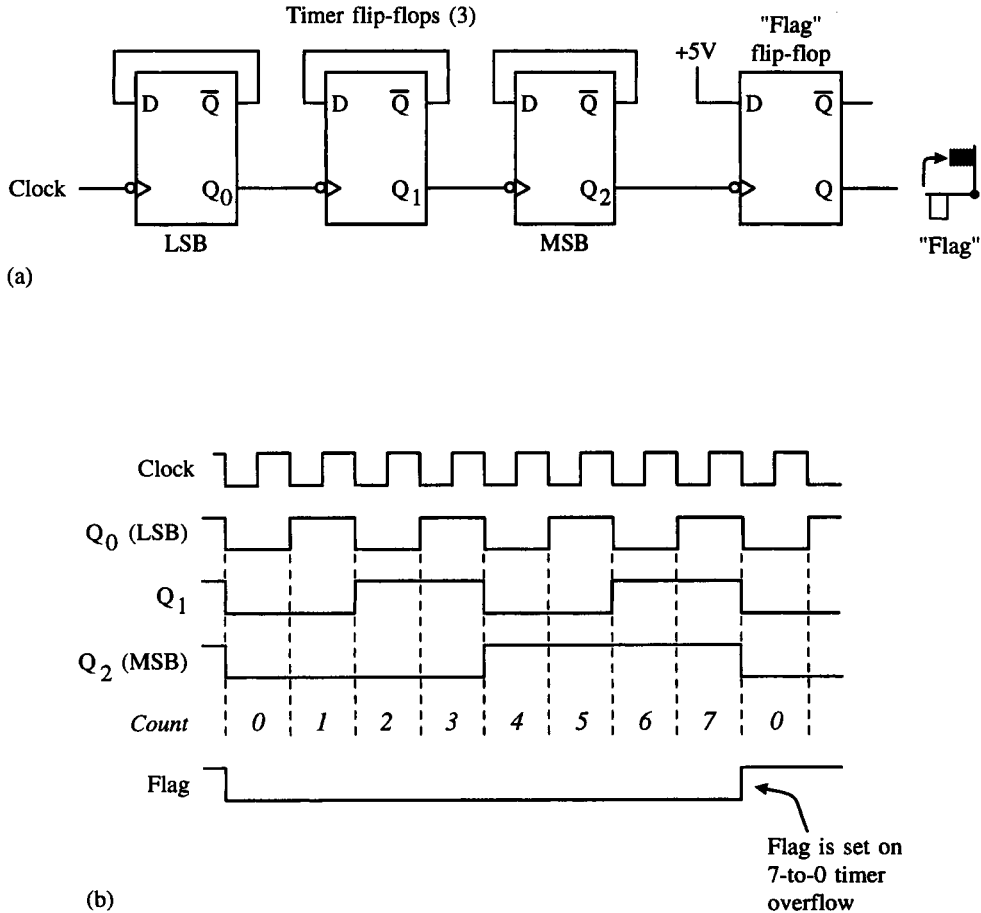 Timer flip-flops (3)
"Flag"
flip-flop
+5V
D Q̅ D Q̅ D Q̅ D Q̅
Clock Q0 Q1 Q2 Q
LSB MSB "Flag"
(a)
Clock
Q0 (LSB)
Q1
Q2 (MSB)
Count 0 1 2 3 4 5 6 7 0
Flag
Flag is set on
7-to-0 timer
overflow
(b)